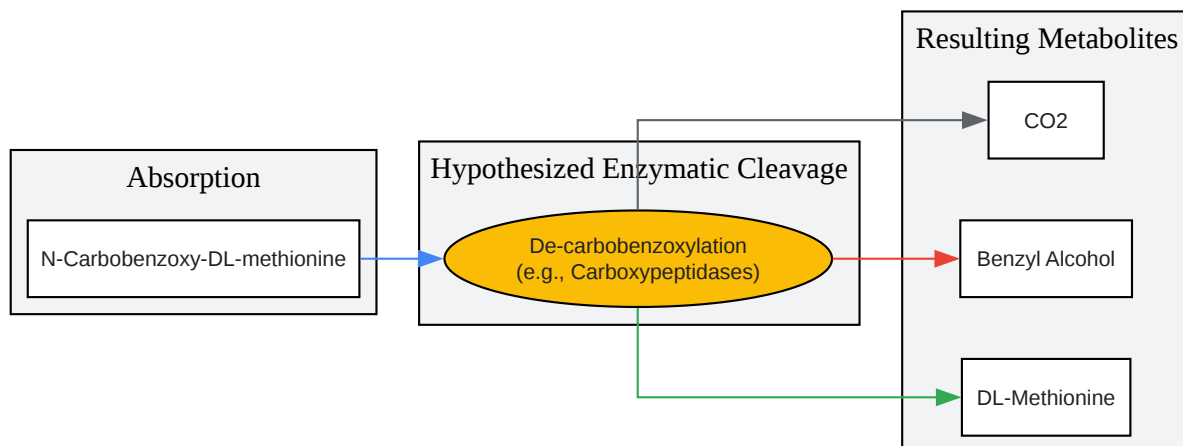 Absorption
N-Carbobenzoxy-DL-methionine
Hypothesized Enzymatic Cleavage
De-carbobenzoxylation
(e.g., Carboxypeptidases)
Resulting Metabolites
CO2
Benzyl Alcohol
DL-Methionine